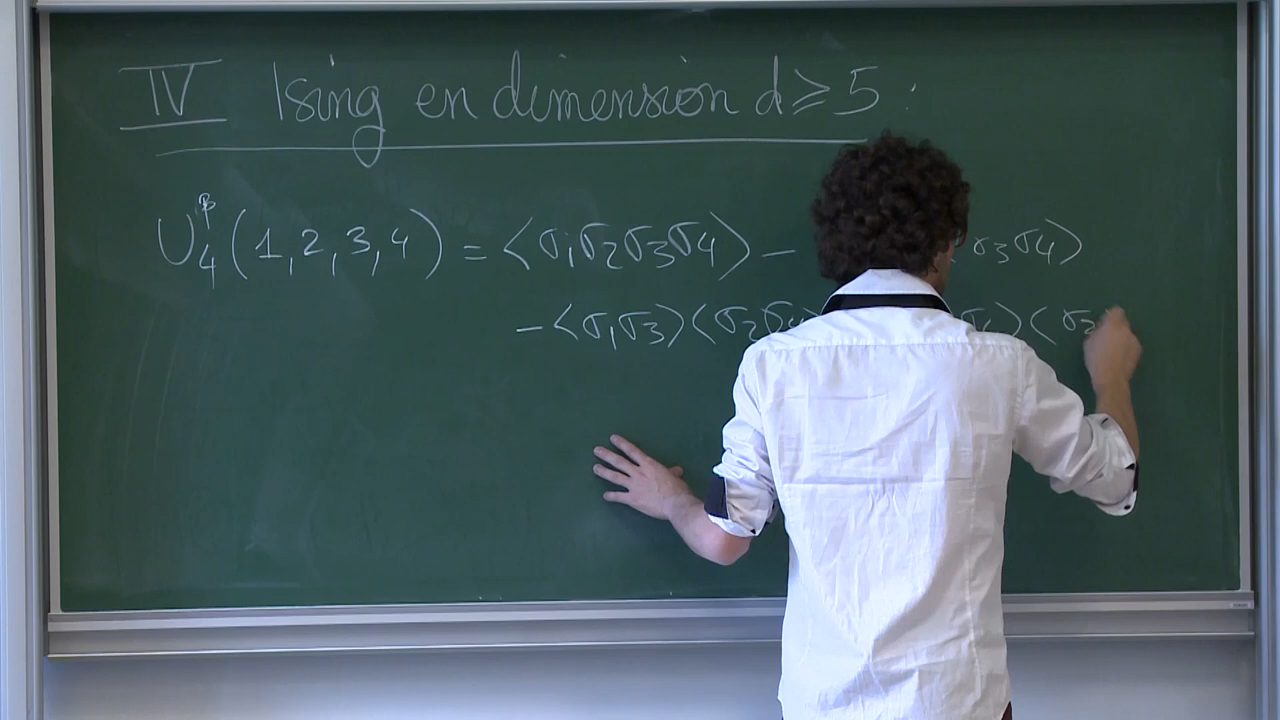 IV Ising en dimension d ≥ 5 :
U₄^β(1,2,3,4) = ⟨σ₁σ₂σ₃σ₄⟩ − σ₃σ₄⟩
−⟨σ₁σ₃⟩⟨σ₂σ₄ σ₄⟩⟨σ₂